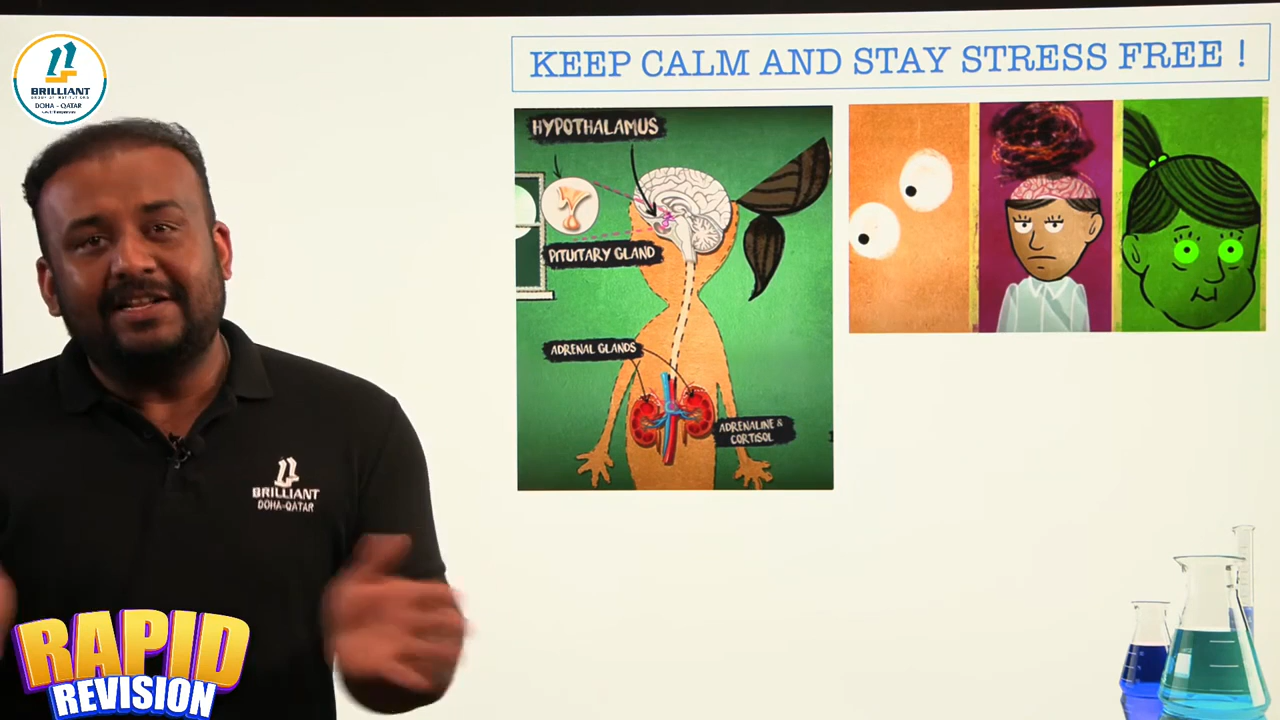 BRILLIANT
DOHA - QATAR
KEEP CALM AND STAY STRESS FREE !
HYPOTHALAMUS
PITUITARY GLAND
ADRENAL GLANDS
ADRENALINE &
CORTISOL
BRILLIANT
DOHA-QATAR
RAPID
REVISION